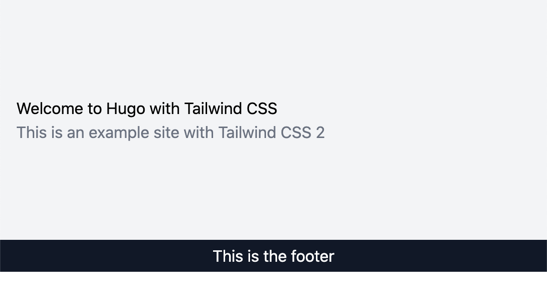 Welcome to Hugo with Tailwind CSS
This is an example site with Tailwind CSS 2
This is the footer